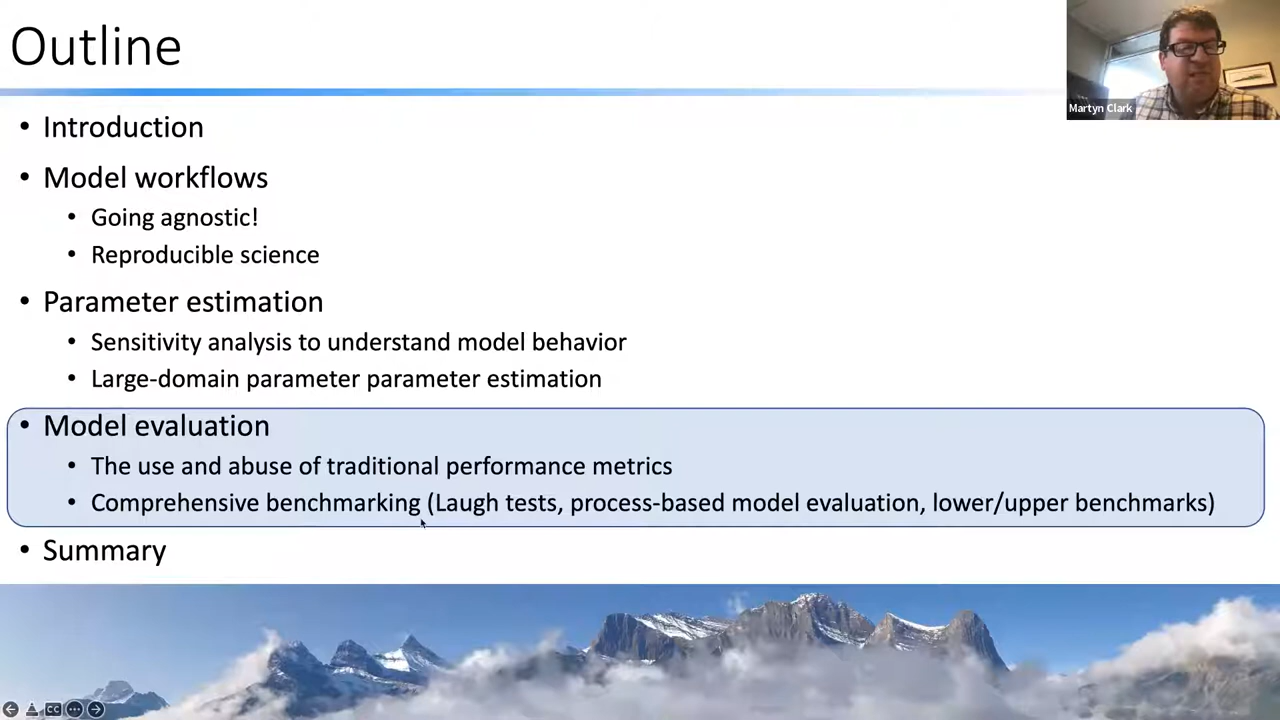 Outline
Martyn Clark
• Introduction
• Model workflows
• Going agnostic!
• Reproducible science
• Parameter estimation
• Sensitivity analysis to understand model behavior
• Large-domain parameter parameter estimation
• Model evaluation
• The use and abuse of traditional performance metrics
• Comprehensive benchmarking (Laugh tests, process-based model evaluation, lower/upper benchmarks)
• Summary
CC